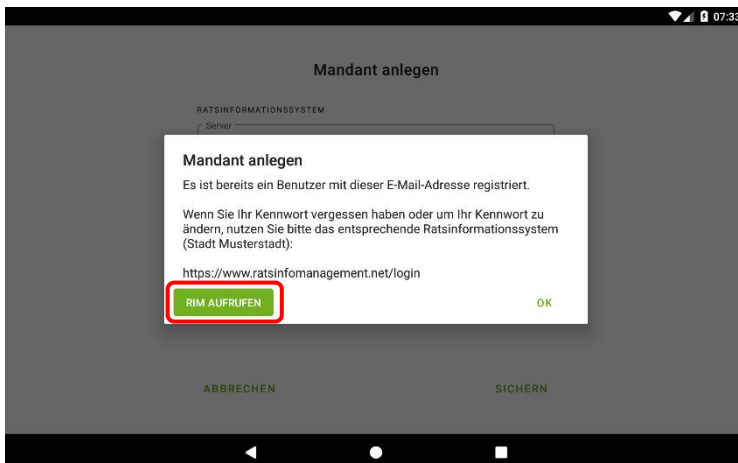 07:33
Mandant anlegen
RATSINFORMATIONSSYSTEM
Server
Mandant anlegen
Es ist bereits ein Benutzer mit dieser E-Mail-Adresse registriert.
Wenn Sie Ihr Kennwort vergessen haben oder um Ihr Kennwort zu
ändern, nutzen Sie bitte das entsprechende Ratsinformationssystem
(Stadt Musterstadt):
https://www.ratsinfomanagement.net/login
RIM AUFRUFEN OK
ABBRECHEN SICHERN